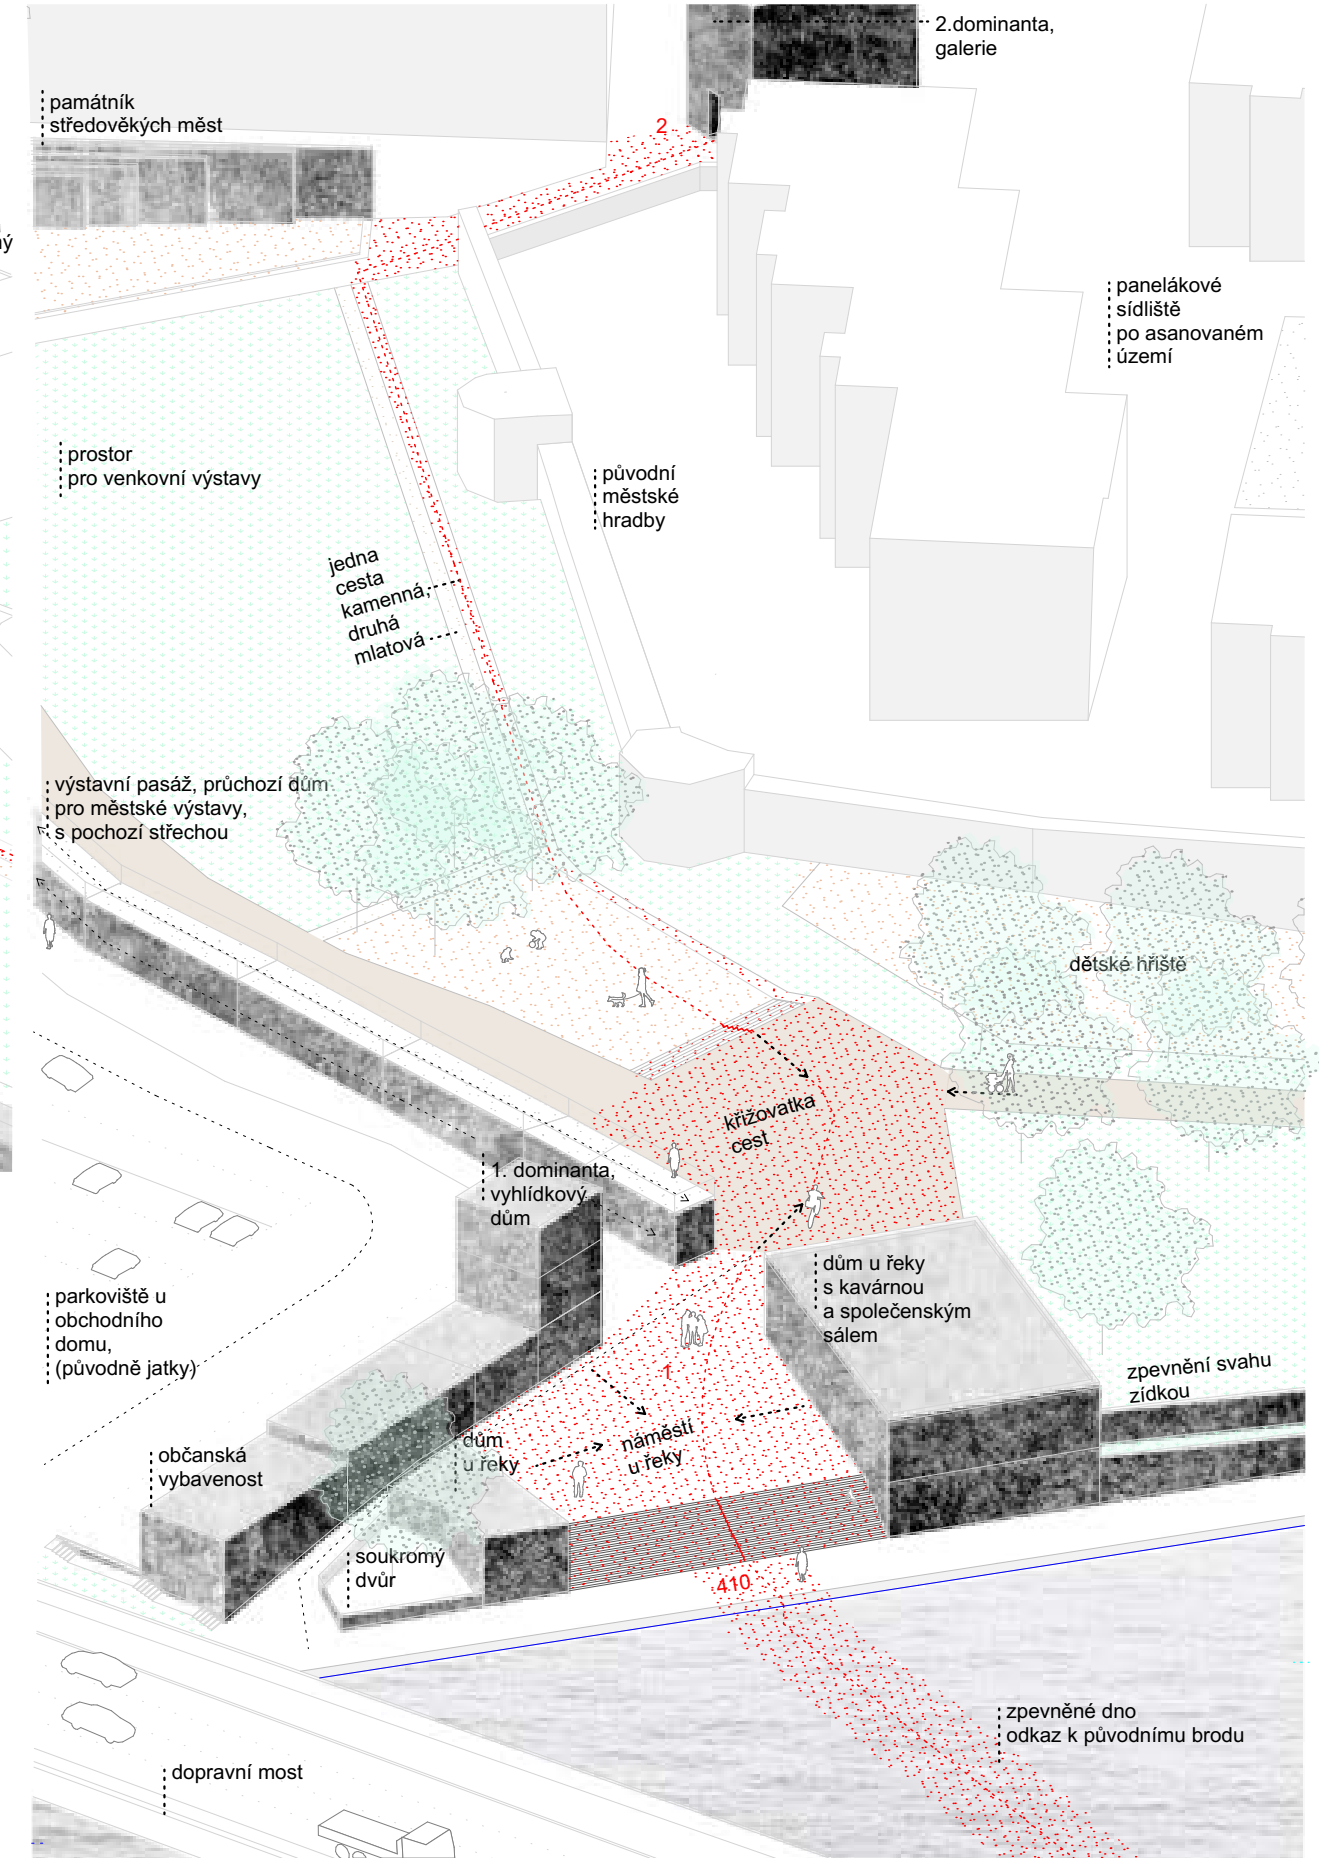 2.dominanta,
galerie
památník
středověkých měst
2
ný
panelákové
sídliště
po asanovaném
území
prostor
pro venkovní výstavy
původní
městské
hradby
jedna
cesta
kamenná,
druhá
mlatová
výstavní pasáž, průchozí dům
pro městské výstavy,
s pochozí střechou
dětské hřiště
křižovatka
cest
1. dominanta,
vyhlídkový
dům
dům u řeky
s kavárnou
a společenským
sálem
parkoviště u
obchodního
domu,
(původně jatky)
1
zpevnění svahu
zídkou
náměstí
u řeky
dům
u řeky
občanská
vybavenost
soukromý
dvůr
410
zpevněné dno
odkaz k původnímu brodu
dopravní most